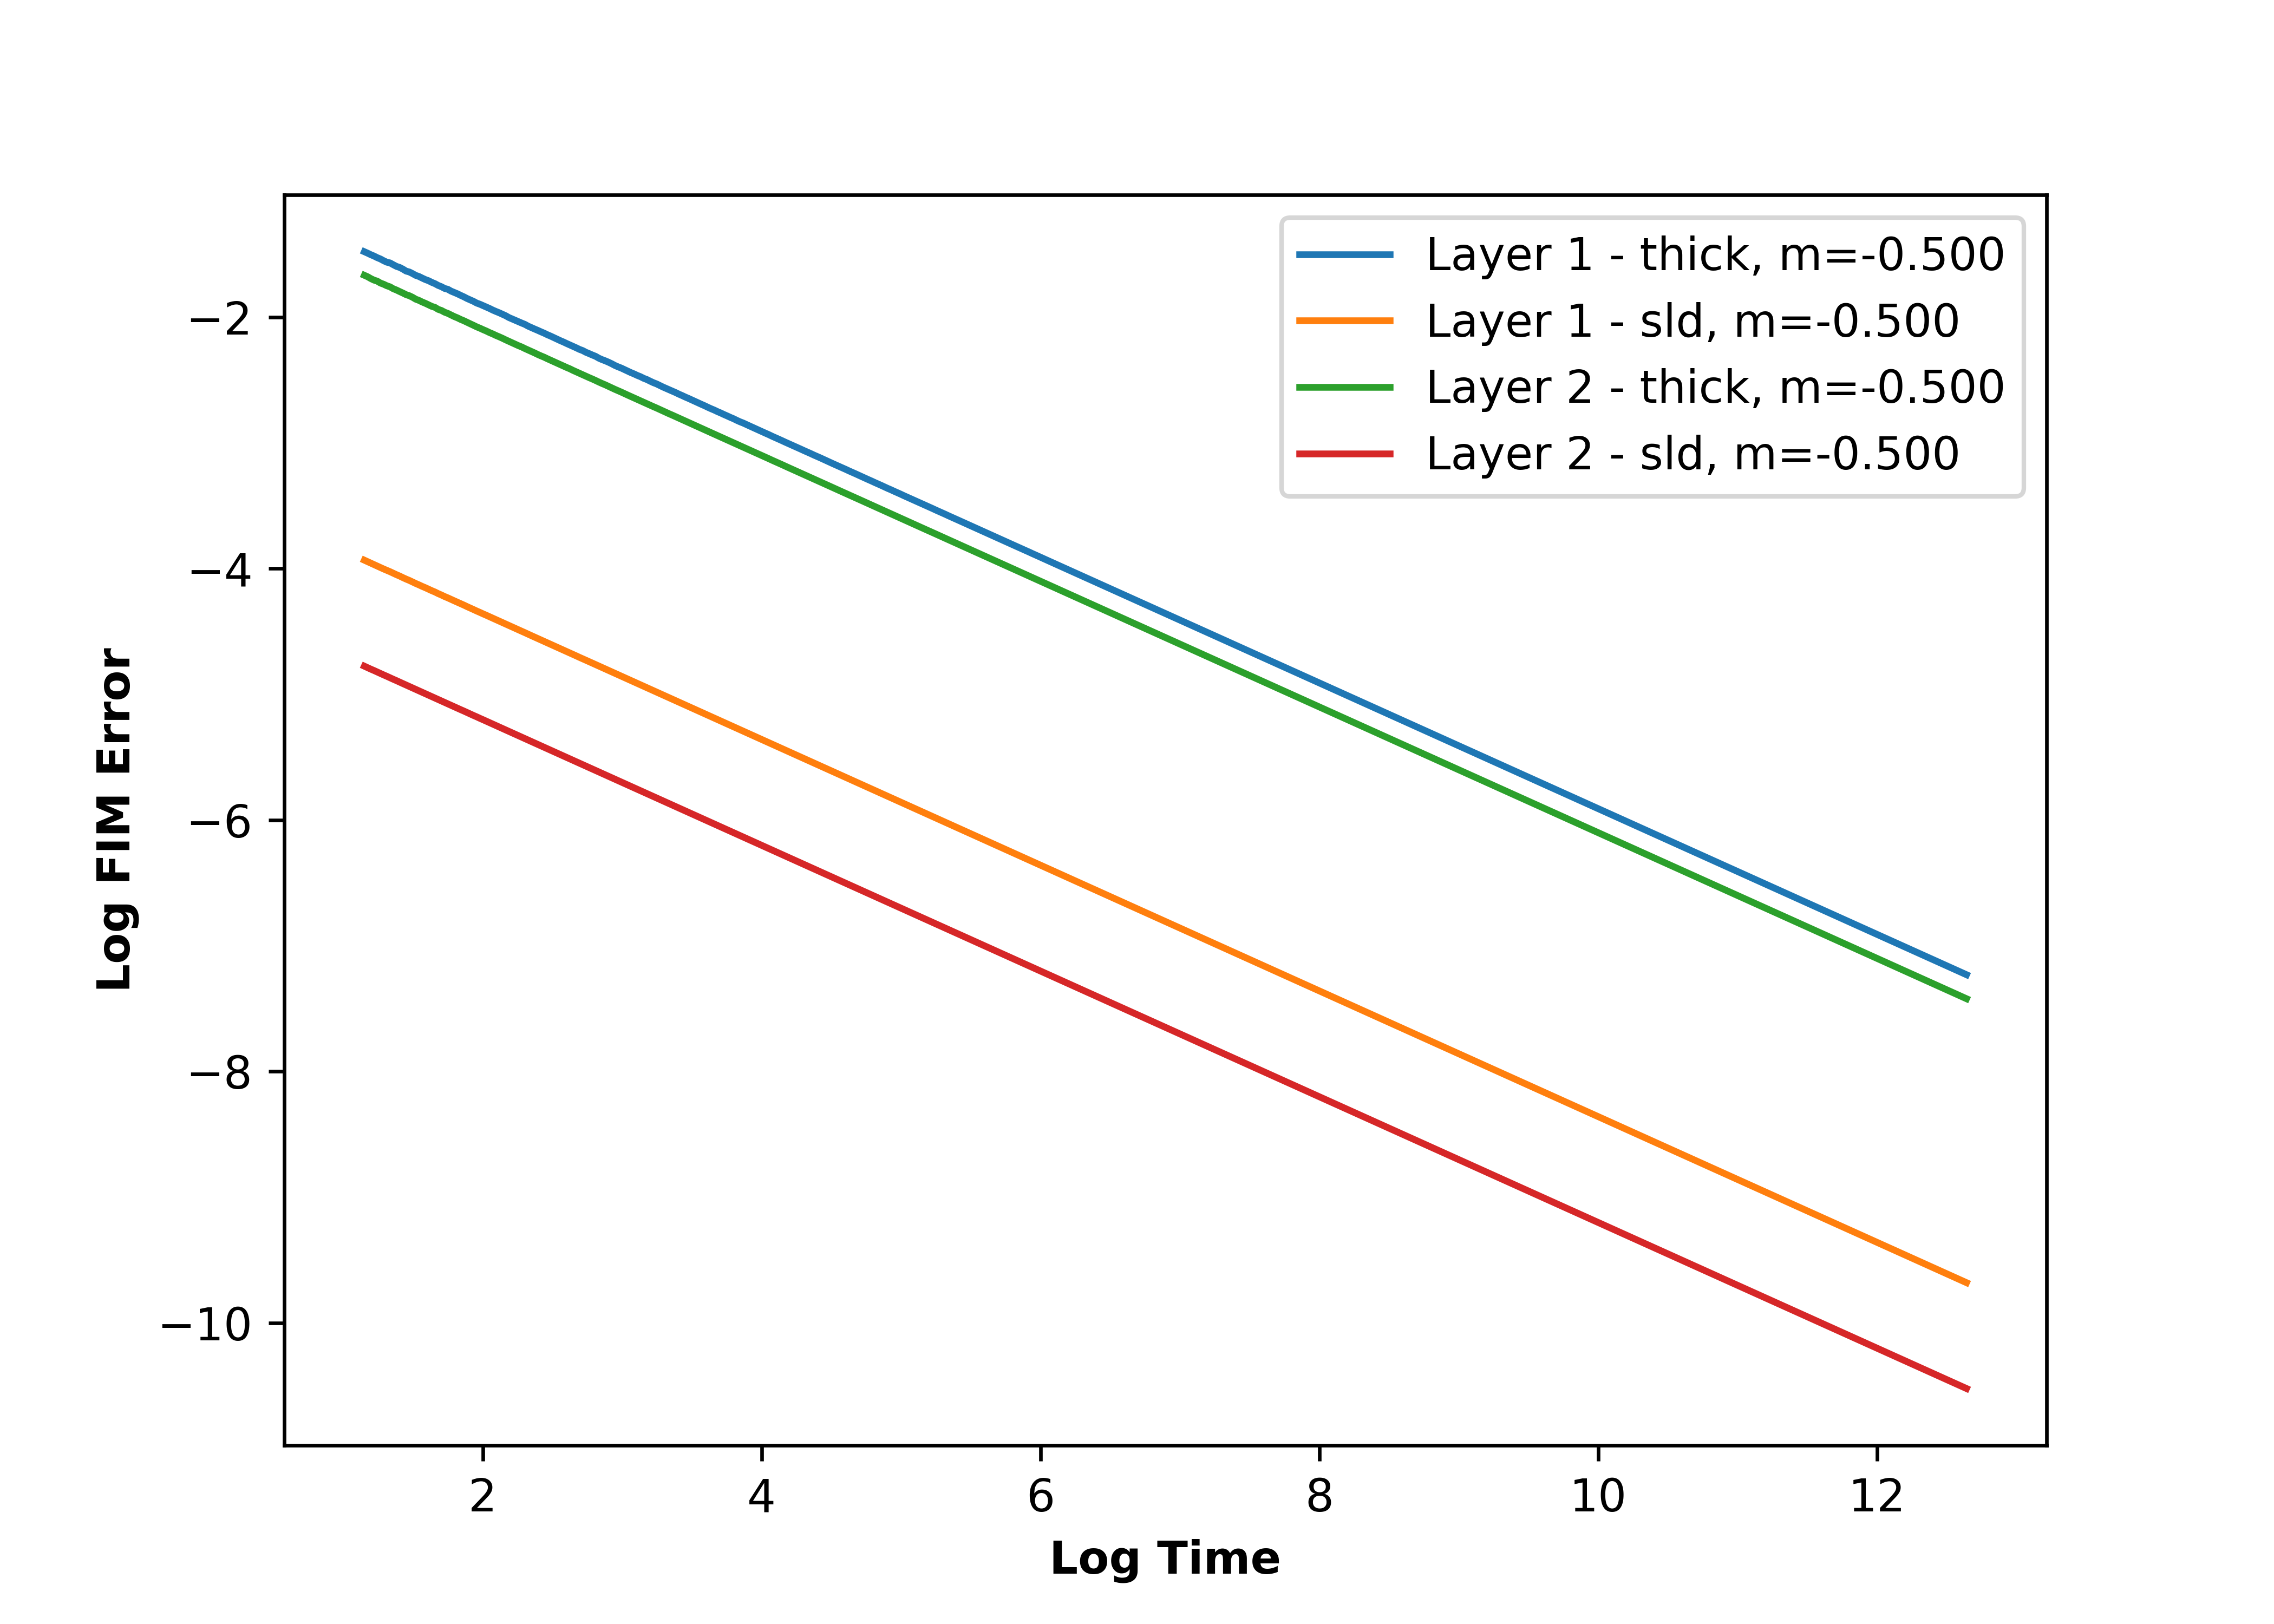 Layer 1 - thick, m=-0.500
Layer 1 - sld, m=-0.500
Layer 2 - thick, m=-0.500
Layer 2 - sld, m=-0.500
Log FIM Error
−2
−4
−6
−8
−10
2 4 6 8 10 12
Log Time